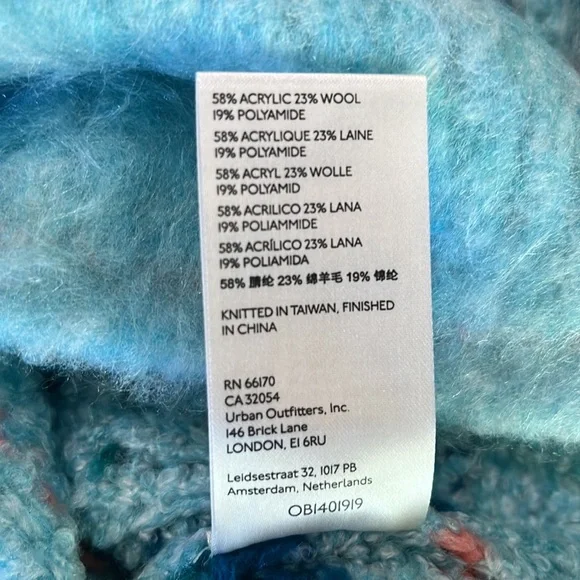 58% ACRYLIC 23% WOOL
19% POLYAMIDE
58% ACRYLIQUE 23% LAINE
19% POLYAMIDE
58% ACRYL 23% WOLLE
19% POLYAMID
58% ACRILICO 23% LANA
19% POLIAMMIDE
58% ACRÍLICO 23% LANA
19% POLIAMIDA
58% 腈纶 23% 绵羊毛 19% 锦纶
KNITTED IN TAIWAN, FINISHED
IN CHINA
RN 66170
CA 32054
Urban Outfitters, Inc.
146 Brick Lane
LONDON, E1 6RU
Leidsestraat 32, 1017 PB
Amsterdam, Netherlands
OB1401919